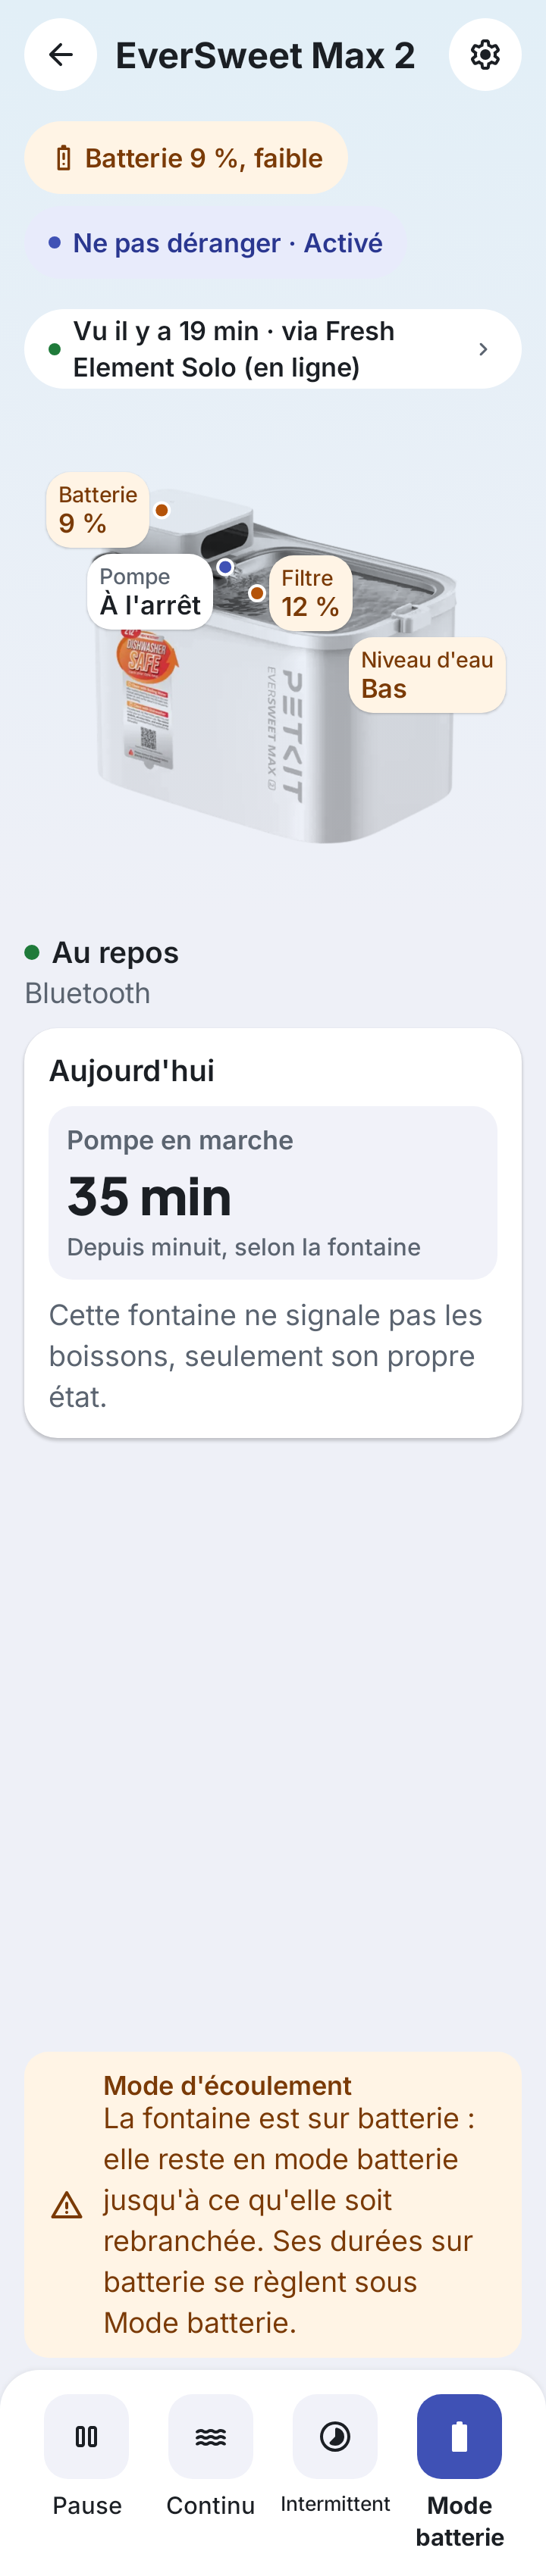 EverSweet Max 2
Batterie 9 %, faible
Ne pas déranger · Activé
Vu il y a 19 min · via Fresh
Element Solo (en ligne)
Batterie
9 %
Pompe
À l'arrêt
Filtre
12 %
Niveau d'eau
Bas
DISHWASHER
SAFE
PETKIT
EVERSWEET MAX 2
Au repos
Bluetooth
Aujourd'hui
Pompe en marche
35 min
Depuis minuit, selon la fontaine
Cette fontaine ne signale pas les
boissons, seulement son propre
état.
Mode d'écoulement
La fontaine est sur batterie :
elle reste en mode batterie
jusqu'à ce qu'elle soit
rebranchée. Ses durées sur
batterie se règlent sous
Mode batterie.
Pause
Continu
Intermittent
Mode
batterie